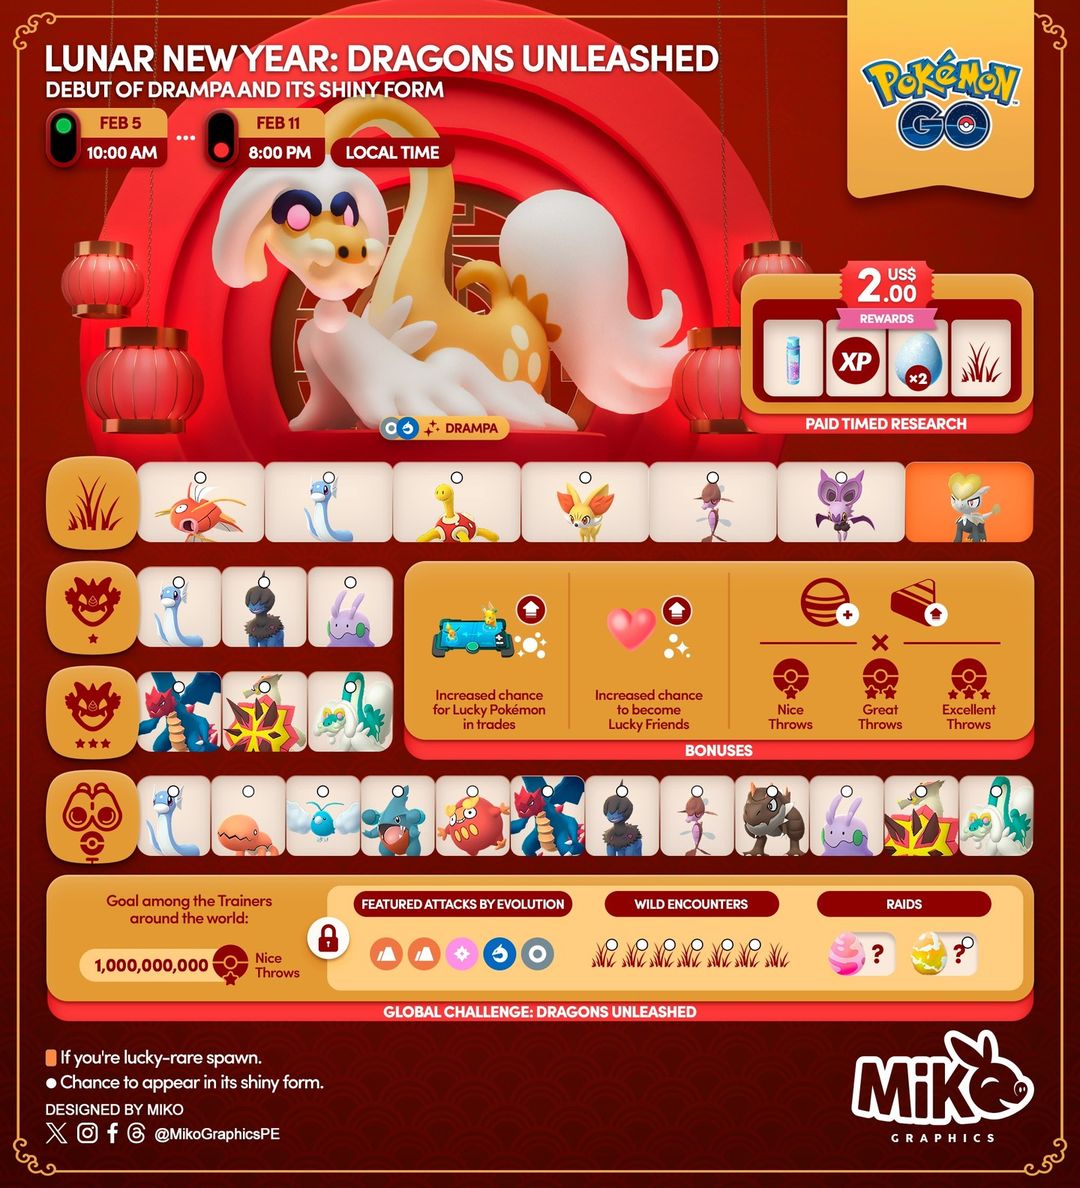 LUNAR NEW YEAR: DRAGONS UNLEASHED
DEBUT OF DRAMPA AND ITS SHINY FORM
FEB 5
10:00 AM
...
FEB 11
8:00 PM
LOCAL TIME
POKéMON
GO
2 US$
.00
REWARDS
XP
×2
PAID TIMED RESEARCH
DRAMPA
Increased chance
for Lucky Pokémon
in trades
Increased chance
to become
Lucky Friends
Nice
Throws
Great
Throws
Excellent
Throws
BONUSES
Goal among the Trainers
around the world:
1,000,000,000
Nice
Throws
FEATURED ATTACKS BY EVOLUTION
WILD ENCOUNTERS
RAIDS
?
?
GLOBAL CHALLENGE: DRAGONS UNLEASHED
If you're lucky-rare spawn.
Chance to appear in its shiny form.
DESIGNED BY MIKO
@MikoGraphicsPE
MiKO
GRAPHICS